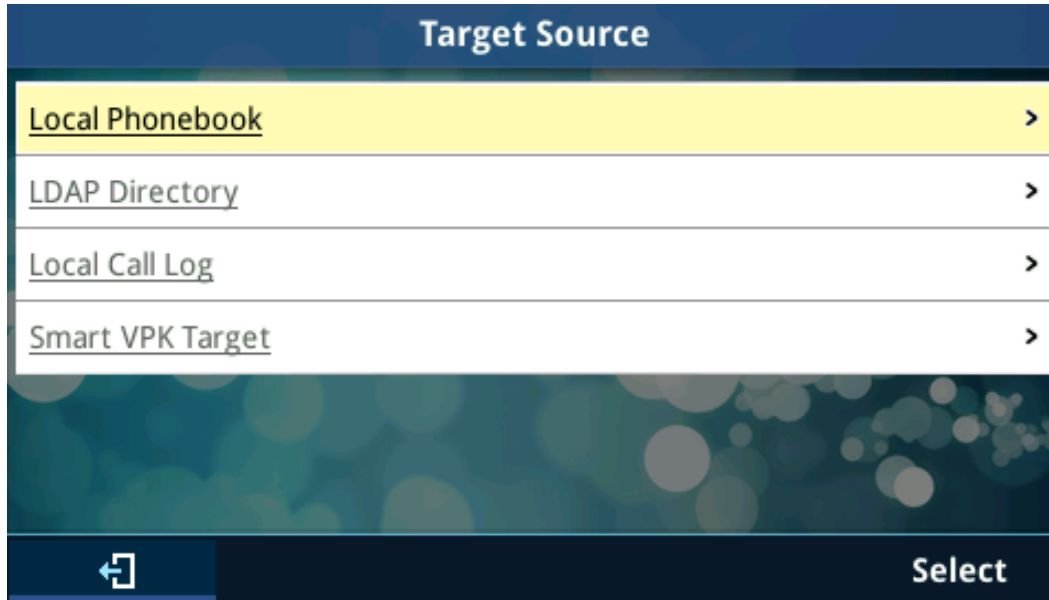 Target Source
Local Phonebook
LDAP Directory
Local Call Log
Smart VPK Target
Select